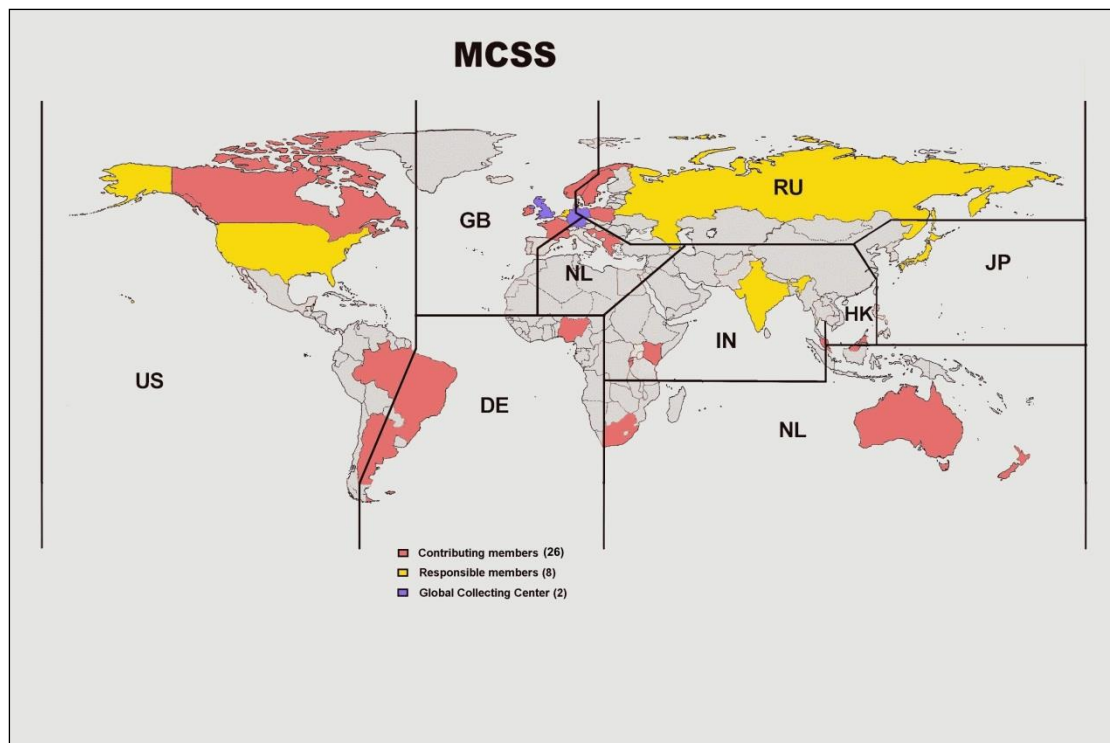 MCSS
RU
GB
JP
NL
HK
IN
US
DE
NL
Contributing members (26)
Responsible members (8)
Global Collecting Center (2)